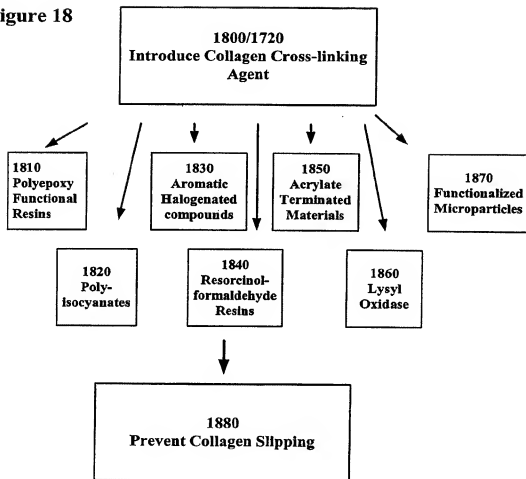 igure 18
1800/1720
Introduce Collagen Cross-linking
Agent
1810
Polyepoxy
Functional
Resins
1830
Aromatic
Halogenated
compounds
1850
Acrylate
Terminated
Materials
1870
Functionalized
Microparticles
1820
Poly-
isocyanates
1840
Resorcinol-
formaldehyde
Resins
1860
Lysyl
Oxidase
1880
Prevent Collagen Slipping